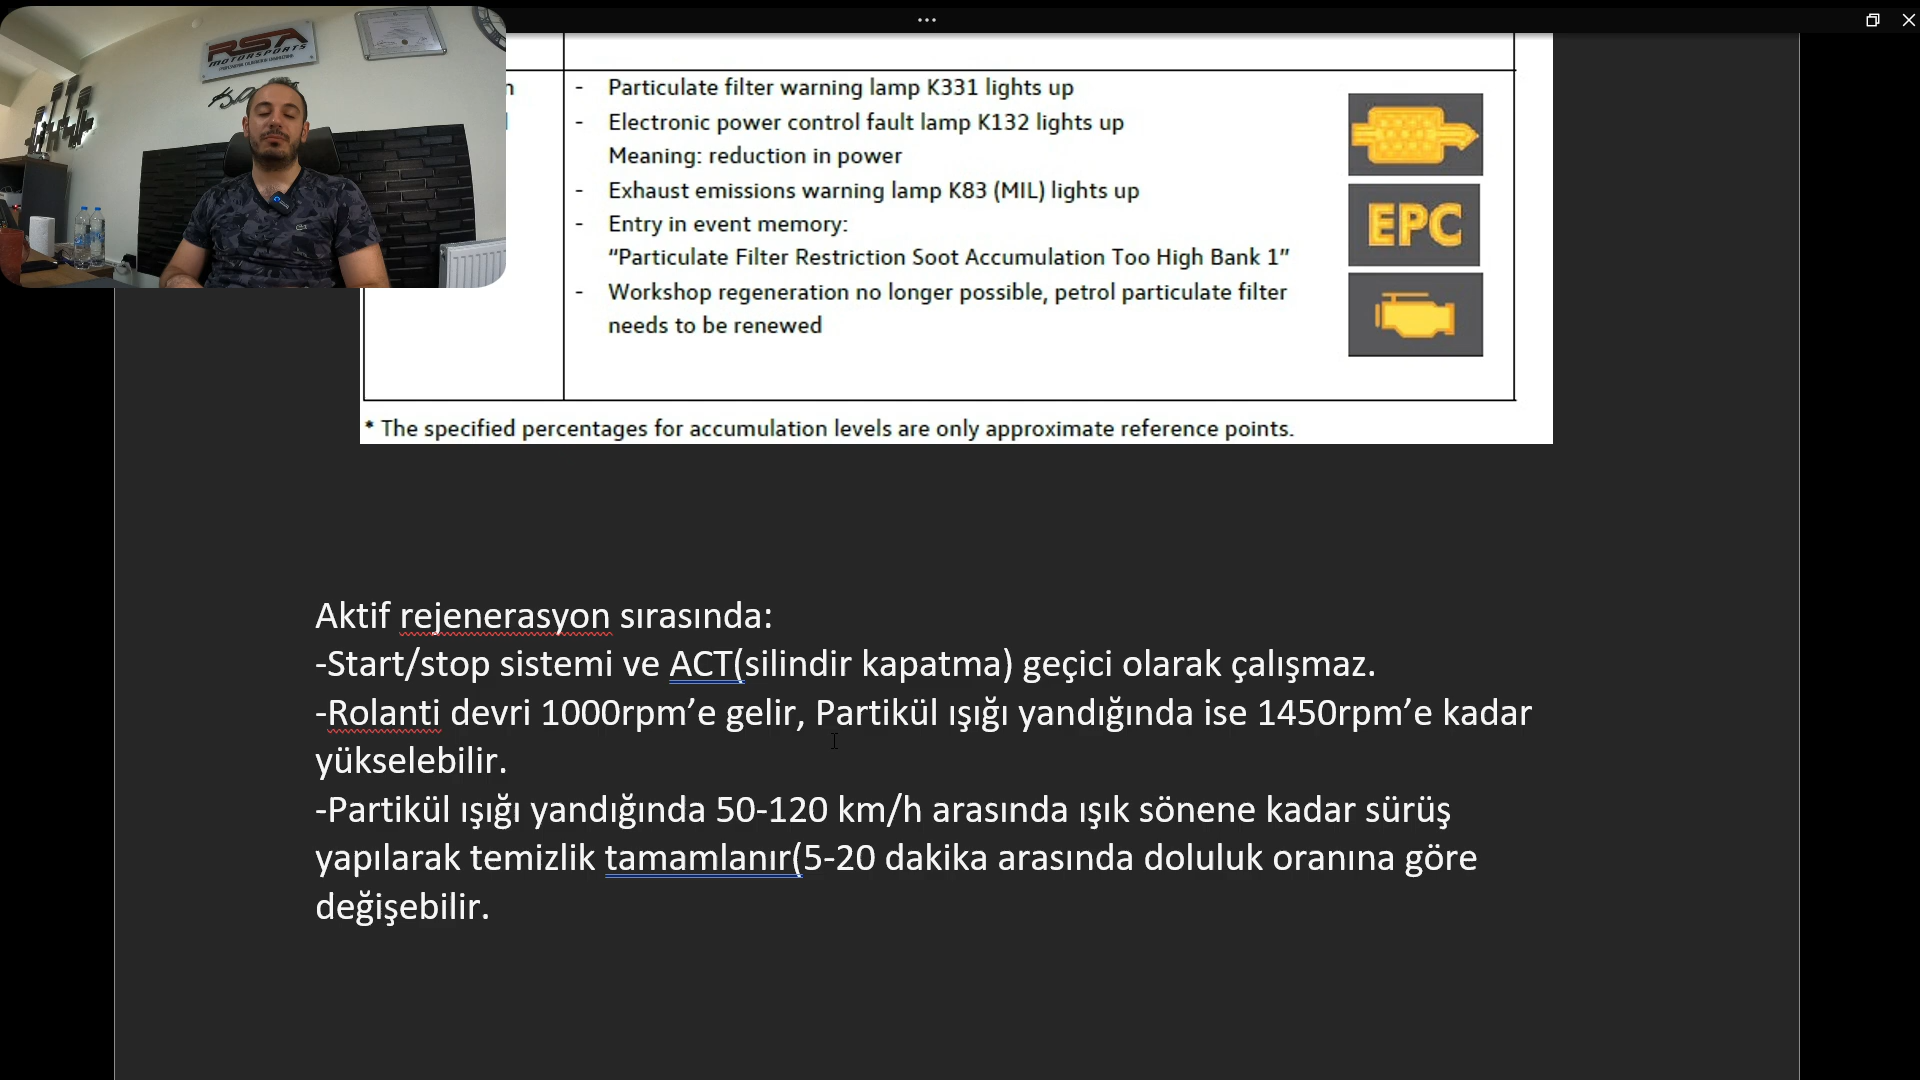 RSA
MOTORSPORTS
- Particulate filter warning lamp K331 lights up
- Electronic power control fault lamp K132 lights up
Meaning: reduction in power
- Exhaust emissions warning lamp K83 (MIL) lights up
- Entry in event memory:
“Particulate Filter Restriction Soot Accumulation Too High Bank 1”
- Workshop regeneration no longer possible, petrol particulate filter
needs to be renewed
EPC
* The specified percentages for accumulation levels are only approximate reference points.
Aktif rejenerasyon sırasında:
-Start/stop sistemi ve ACT(silindir kapatma) geçici olarak çalışmaz.
-Rolanti devri 1000rpm’e gelir, Partikül ışığı yandığında ise 1450rpm’e kadar
yükselebilir.
-Partikül ışığı yandığında 50-120 km/h arasında ışık sönene kadar sürüş
yapılarak temizlik tamamlanır(5-20 dakika arasında doluluk oranına göre
değişebilir.